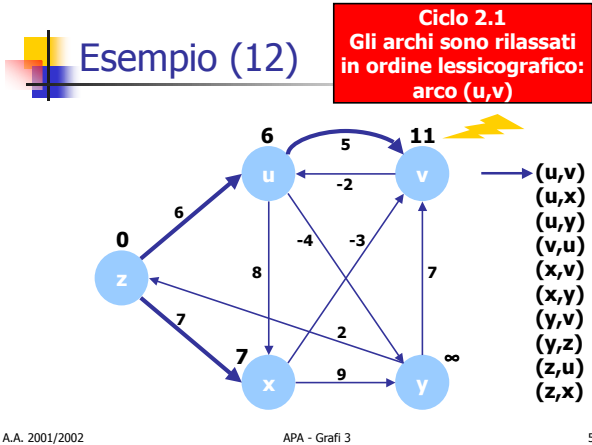 Esempio (12)
Ciclo 2.1
Gli archi sono rilassati
in ordine lessicografico:
arco (u,v)
6
5
11
u
v
-2
6
0
-4
-3
z
8
7
7
2
7
∞
x
9
y
(u,v)
(u,x)
(u,y)
(v,u)
(x,v)
(x,y)
(y,v)
(y,z)
(z,u)
(z,x)
A.A. 2001/2002
APA - Grafi 3
5